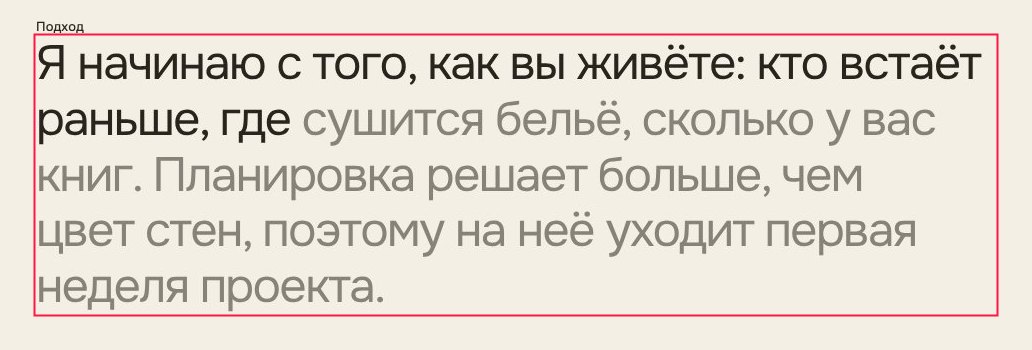 Подход
Я начинаю с того, как вы живёте: кто встаёт
раньше, где сушится бельё, сколько у вас
книг. Планировка решает больше, чем
цвет стен, поэтому на неё уходит первая
неделя проекта.